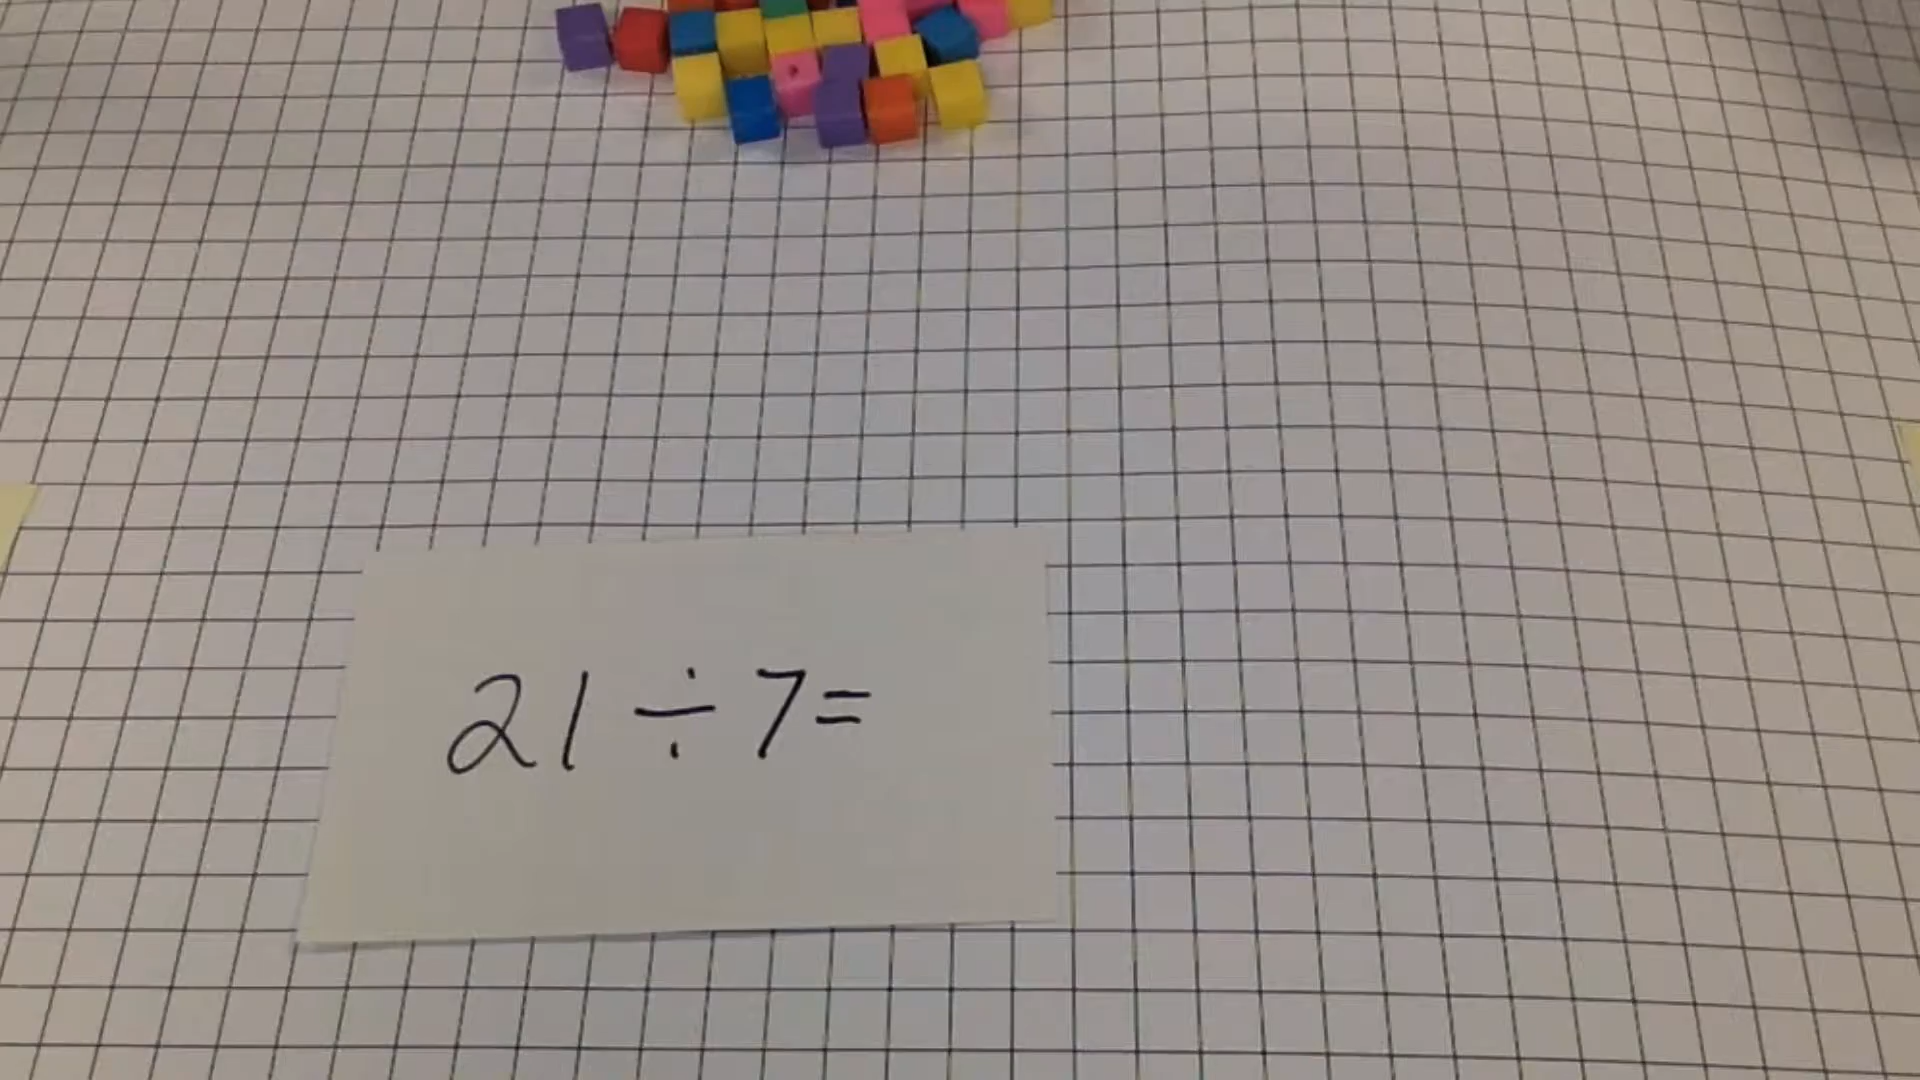 21 ÷ 7 =